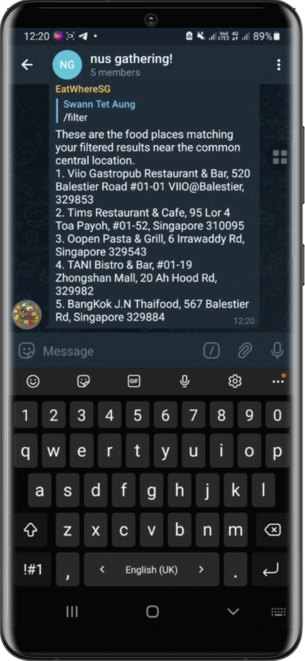 12:20
89%
NG
nus gathering!
5 members
EatWhereSG
Swann Tet Aung
/filter
These are the food places matching
your filtered results near the common
central location.
1. Viio Gastropub Restaurant & Bar, 520
Balestier Road #01-01 VIIO@Balestier,
329853
2. Tims Restaurant & Cafe, 95 Lor 4
Toa Payoh, #01-52, Singapore 310095
3. Oopen Pasta & Grill, 6 Irrawaddy Rd,
Singapore 329543
4. TANI Bistro & Bar, #01-19
Zhongshan Mall, 20 Ah Hood Rd,
329982
5. BangKok J.N Thaifood, 567 Balestier
Rd, Singapore 329884
12:20
Message
GIF
1 2 3 4 5 6 7 8 9 0
q w e r t y u i o p
a s d f g h j k l
z x c v b n m
!#1 , < English (UK) > .